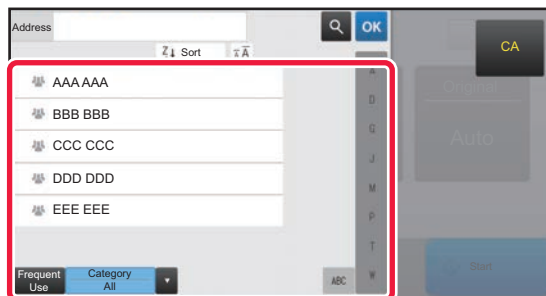 Address
OK
CA
Sort
AAA AAA
BBB BBB
CCC CCC
DDD DDD
EEE EEE
A
D
G
J
M
P
T
W
Original
Auto
Start
Frequent
Use
Category
All
ABC